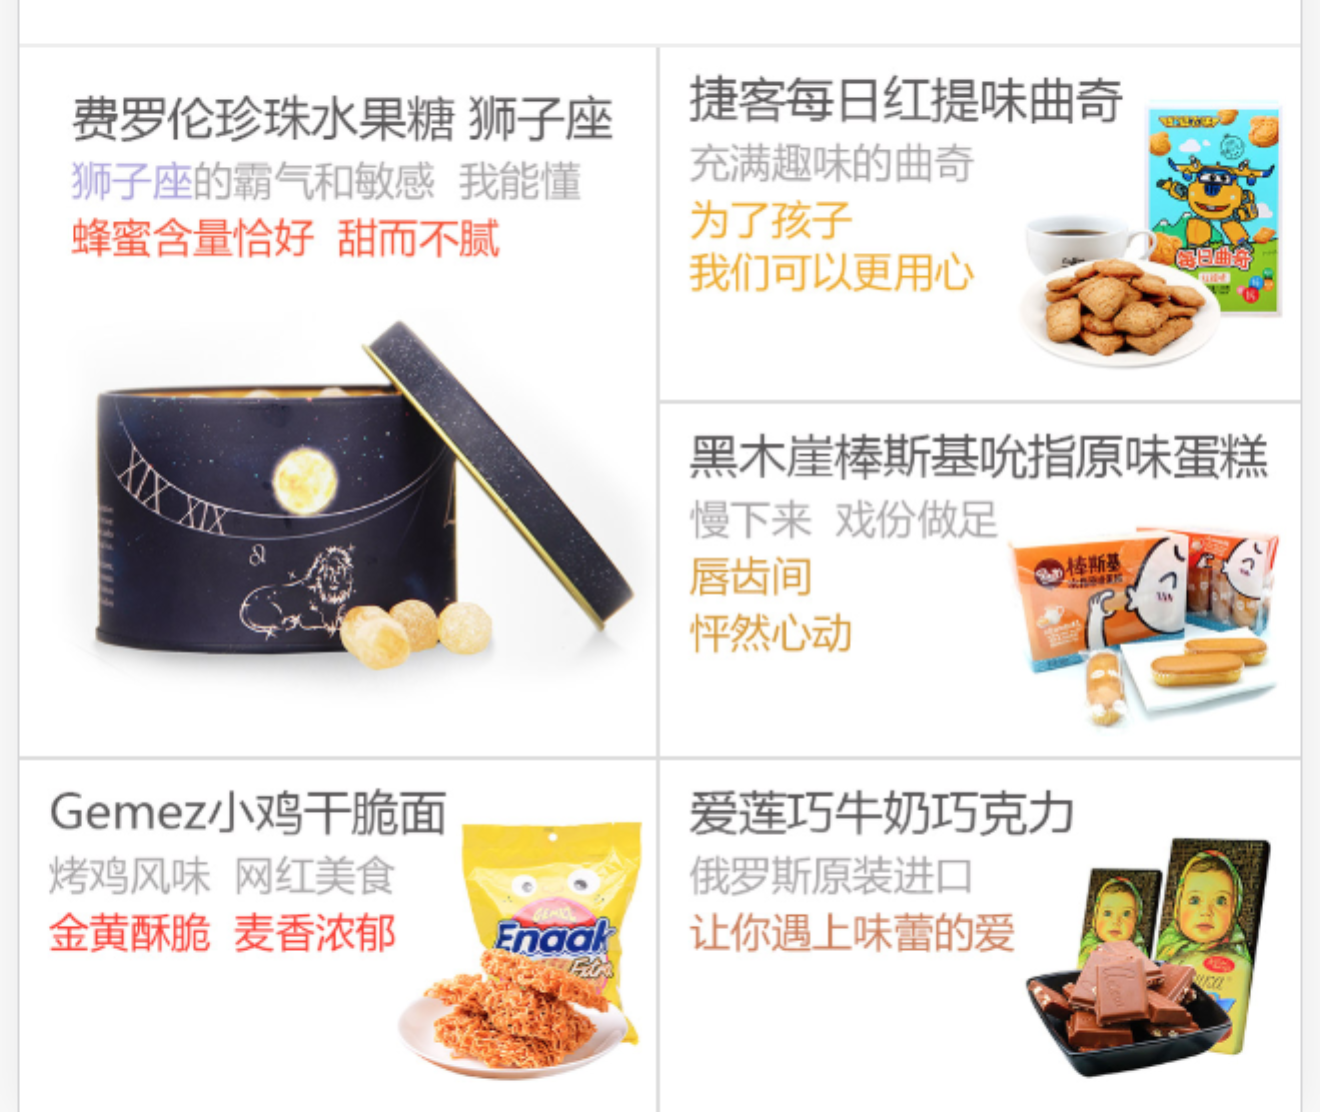 费罗伦珍珠水果糖 狮子座
狮子座的霸气和敏感 我能懂
蜂蜜含量恰好 甜而不腻
XIX XIX
捷客每日红提味曲奇
充满趣味的曲奇
为了孩子
我们可以更用心
每日曲奇
黑木崖棒斯基吮指原味蛋糕
慢下来 戏份做足
唇齿间
怦然心动
棒斯基
Gemez小鸡干脆面
烤鸡风味 网红美食
金黄酥脆 麦香浓郁
GEMEZ
Enaak
Extra
爱莲巧牛奶巧克力
俄罗斯原装进口
让你遇上味蕾的爱